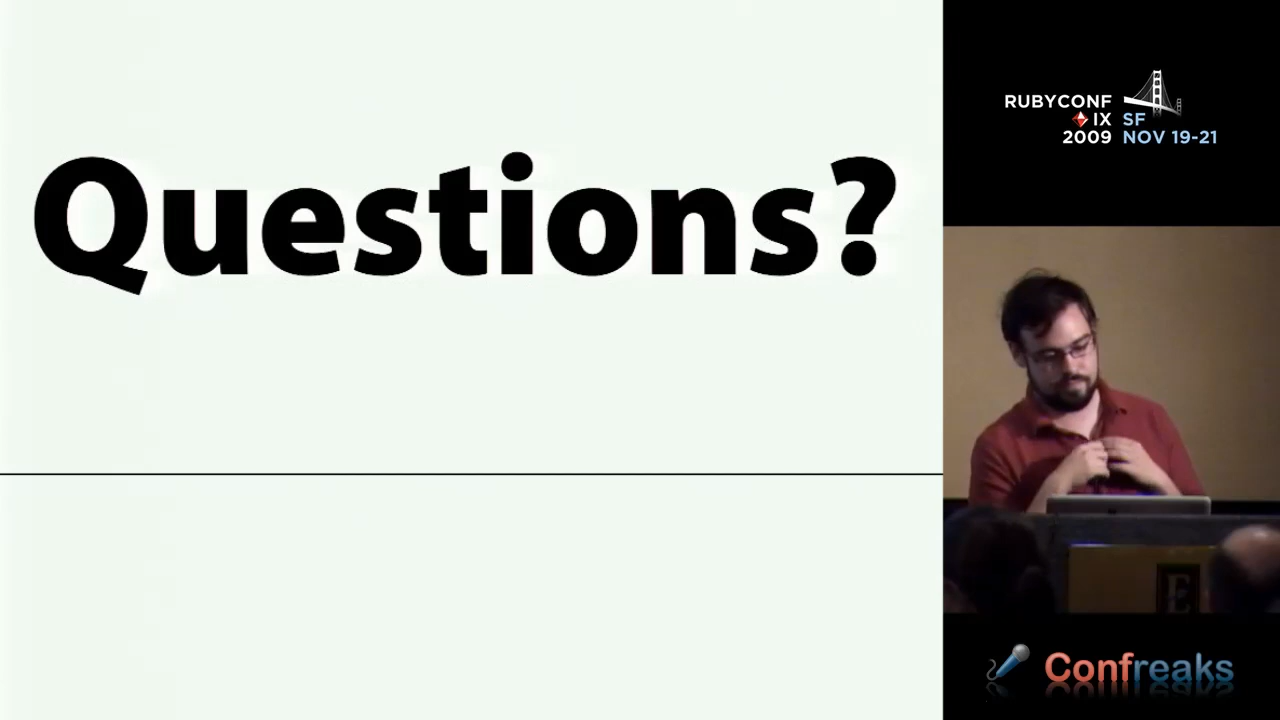 Questions?
RUBYCONF
IX SF
2009 NOV 19-21
E
Confreaks